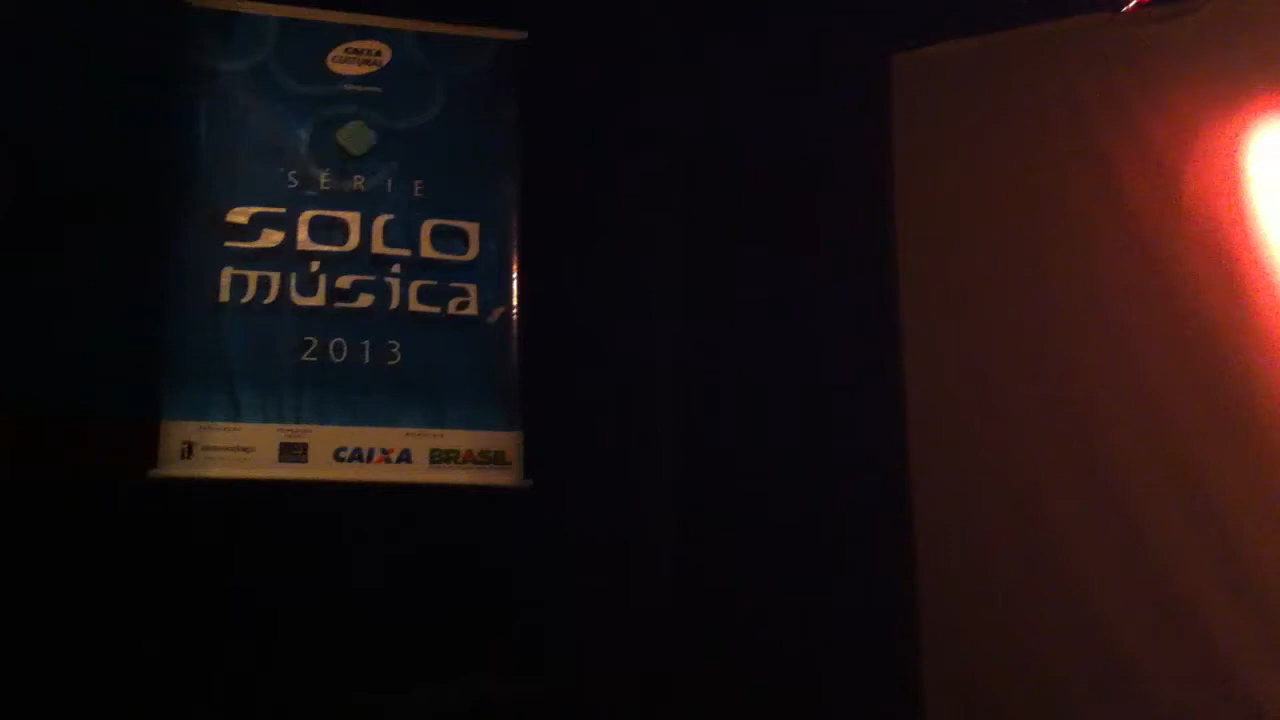 CAIXA
CULTURAL
SÉRIE
SOLO
música,
2013
CAIXA
BRASIL